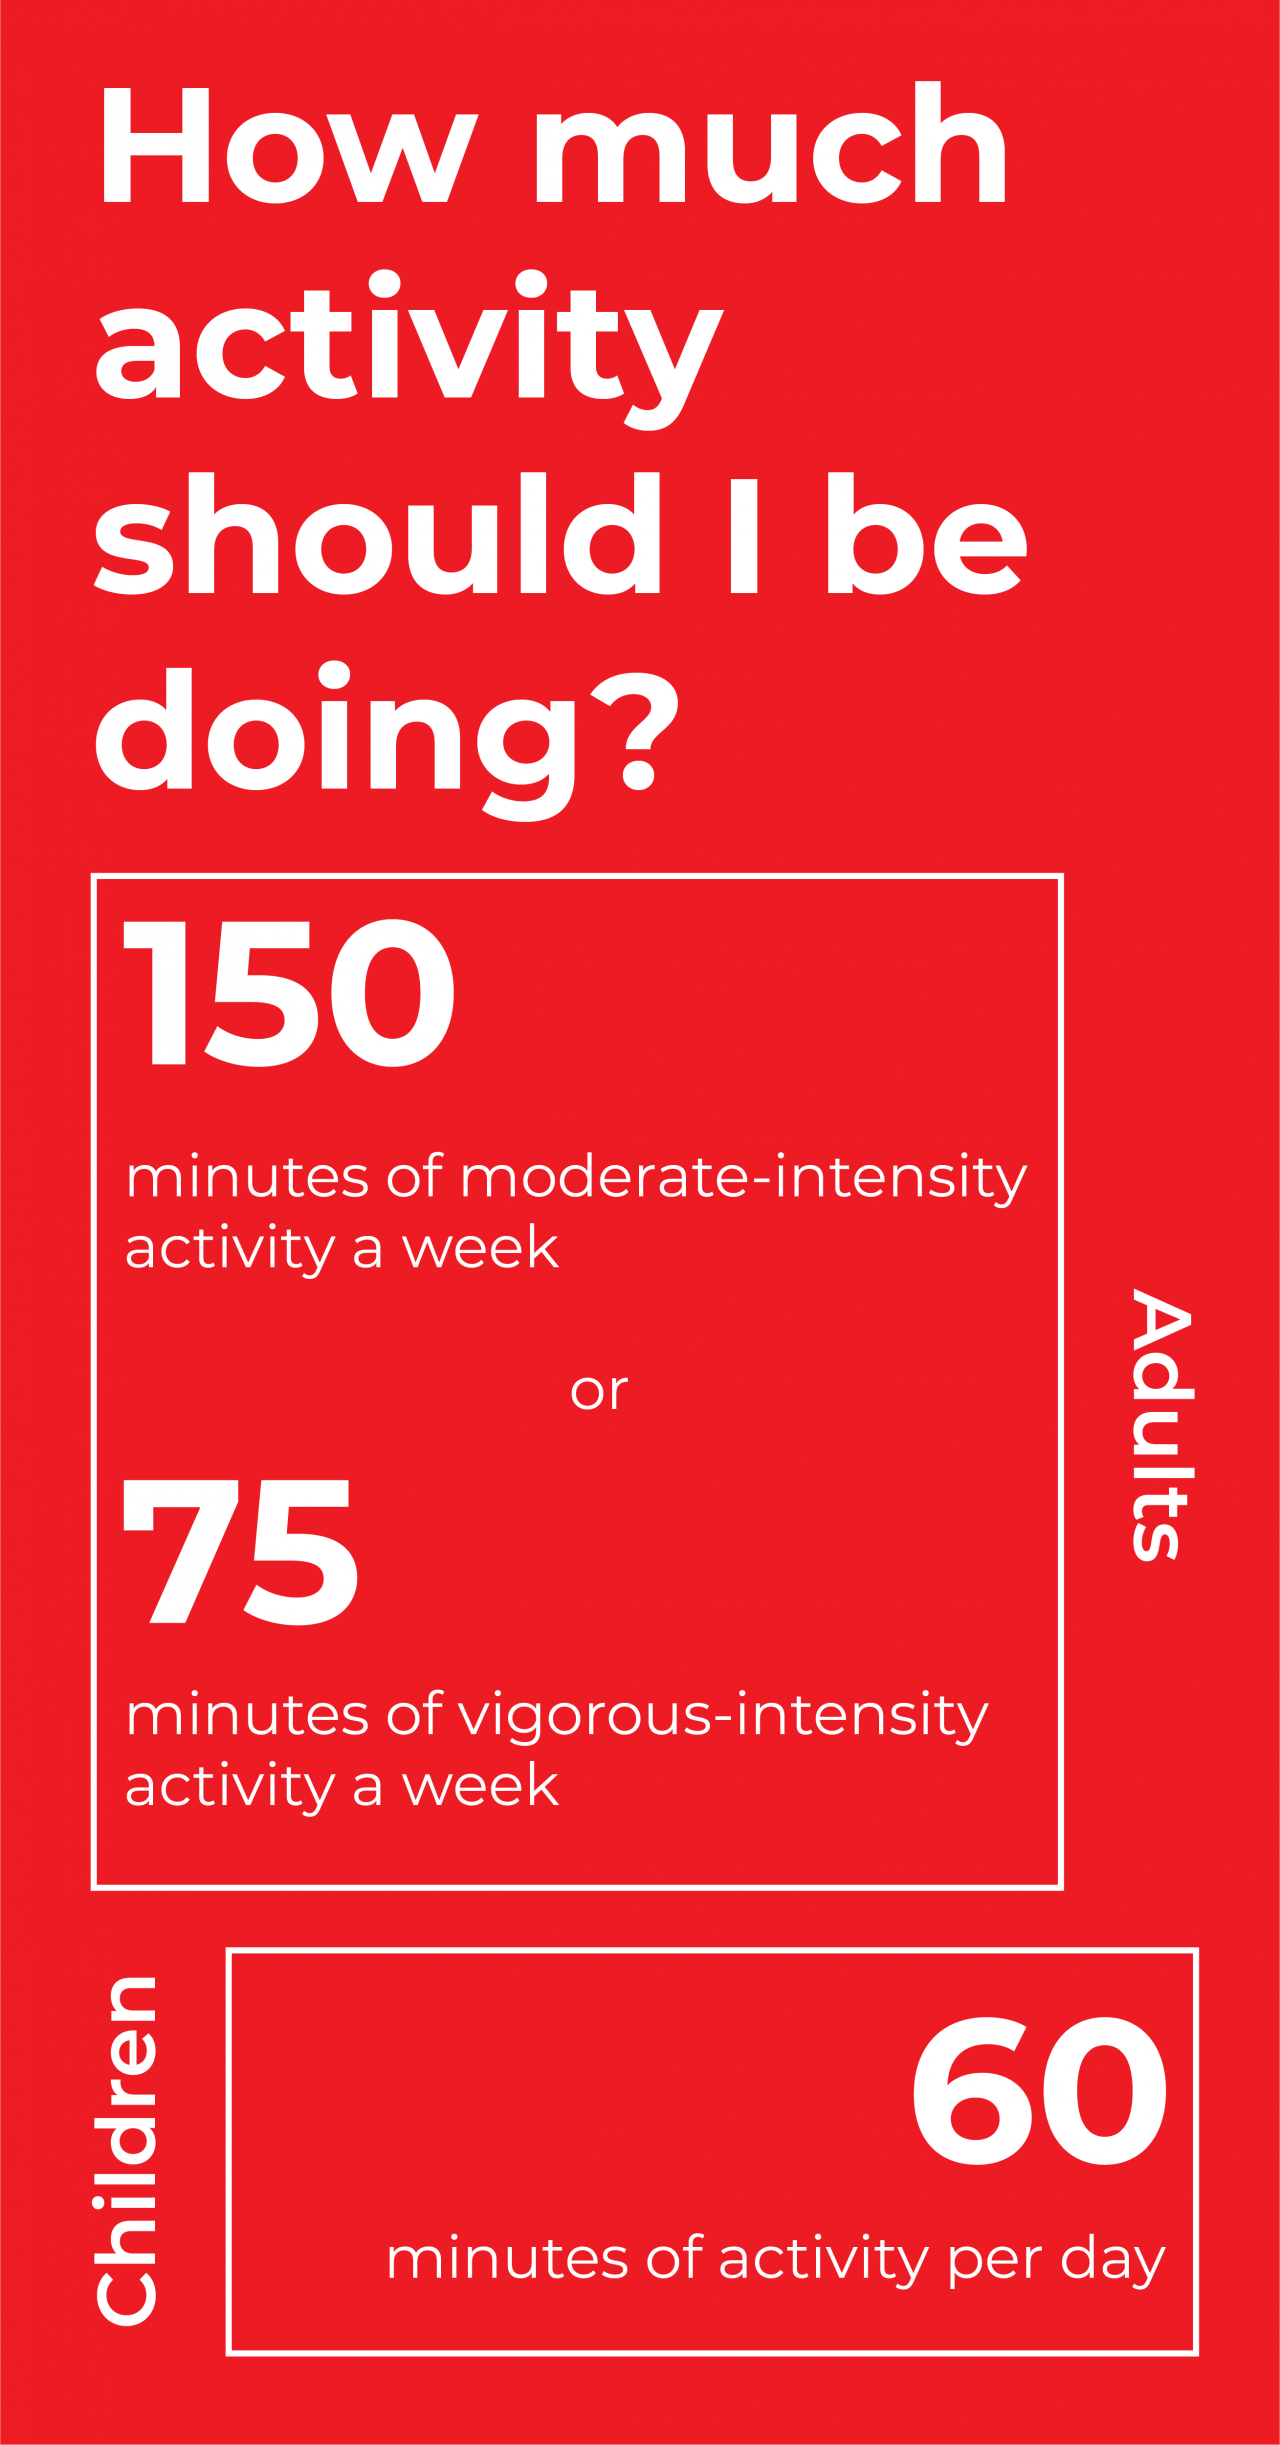 How much
activity
should I be
doing?
150
minutes of moderate-intensity
activity a week
or
75
minutes of vigorous-intensity
activity a week
Adults
Children
60
minutes of activity per day